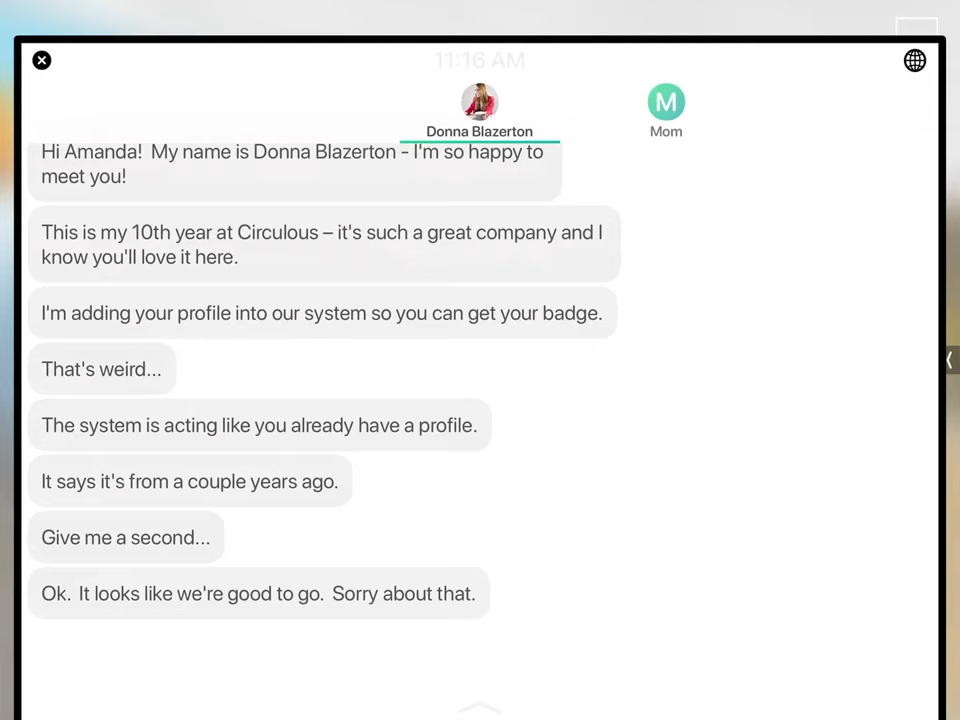 11:16 AM
M
Donna Blazerton
Mom
Hi Amanda!  My name is Donna Blazerton - I'm so happy to
meet you!
This is my 10th year at Circulous – it's such a great company and I
know you'll love it here.
I'm adding your profile into our system so you can get your badge.
That's weird...
The system is acting like you already have a profile.
It says it's from a couple years ago.
Give me a second...
Ok.  It looks like we're good to go.  Sorry about that.